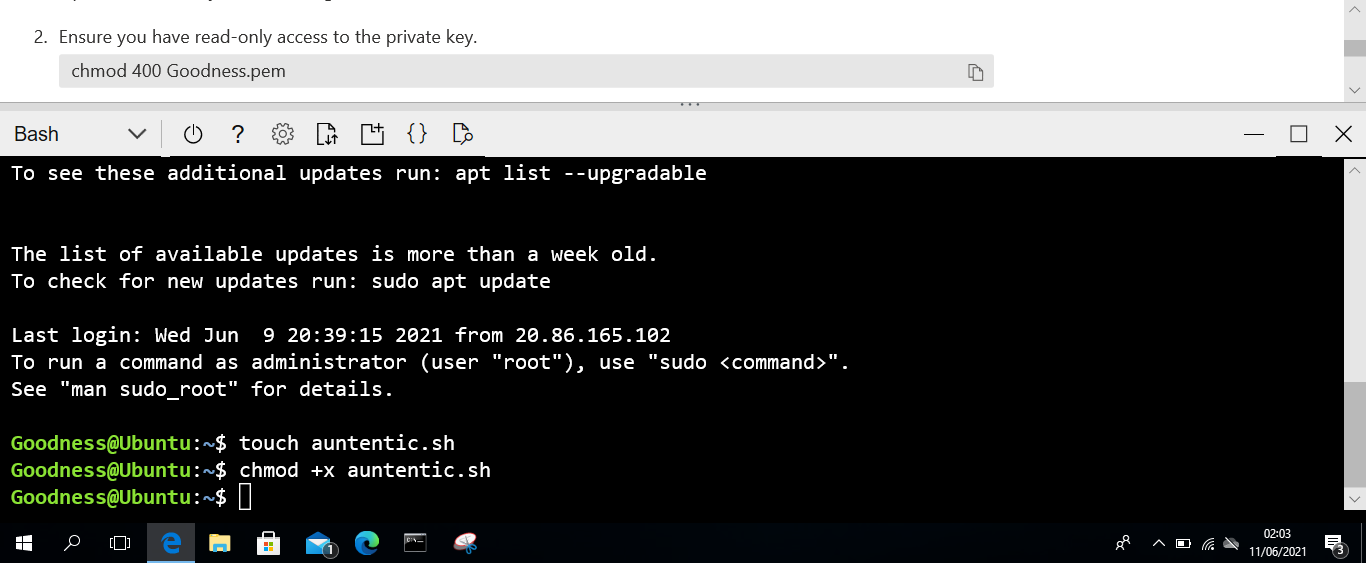 2. Ensure you have read-only access to the private key.
chmod 400 Goodness.pem
Bash
?
{}
To see these additional updates run: apt list --upgradable
The list of available updates is more than a week old.
To check for new updates run: sudo apt update
Last login: Wed Jun  9 20:39:15 2021 from 20.86.165.102
To run a command as administrator (user "root"), use "sudo <command>".
See "man sudo_root" for details.
Goodness@Ubuntu:~$ touch auntentic.sh
Goodness@Ubuntu:~$ chmod +x auntentic.sh
Goodness@Ubuntu:~$
1
02:03
11/06/2021
3